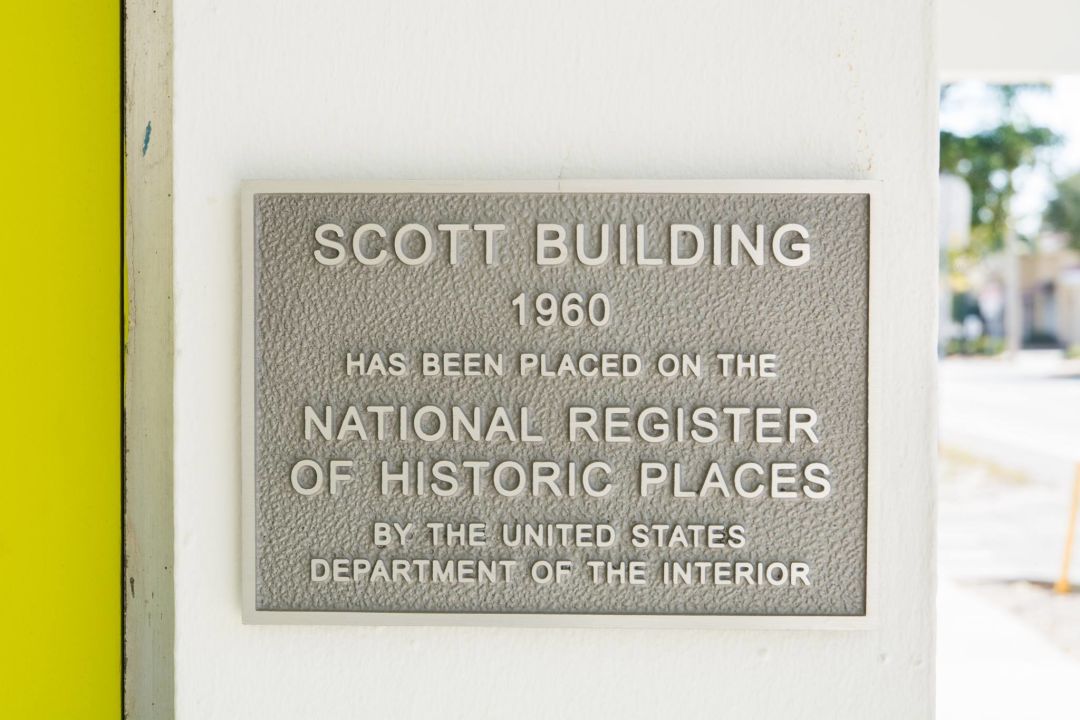 SCOTT BUILDING
1960
HAS BEEN PLACED ON THE
NATIONAL REGISTER
OF HISTORIC PLACES
BY THE UNITED STATES
DEPARTMENT OF THE INTERIOR